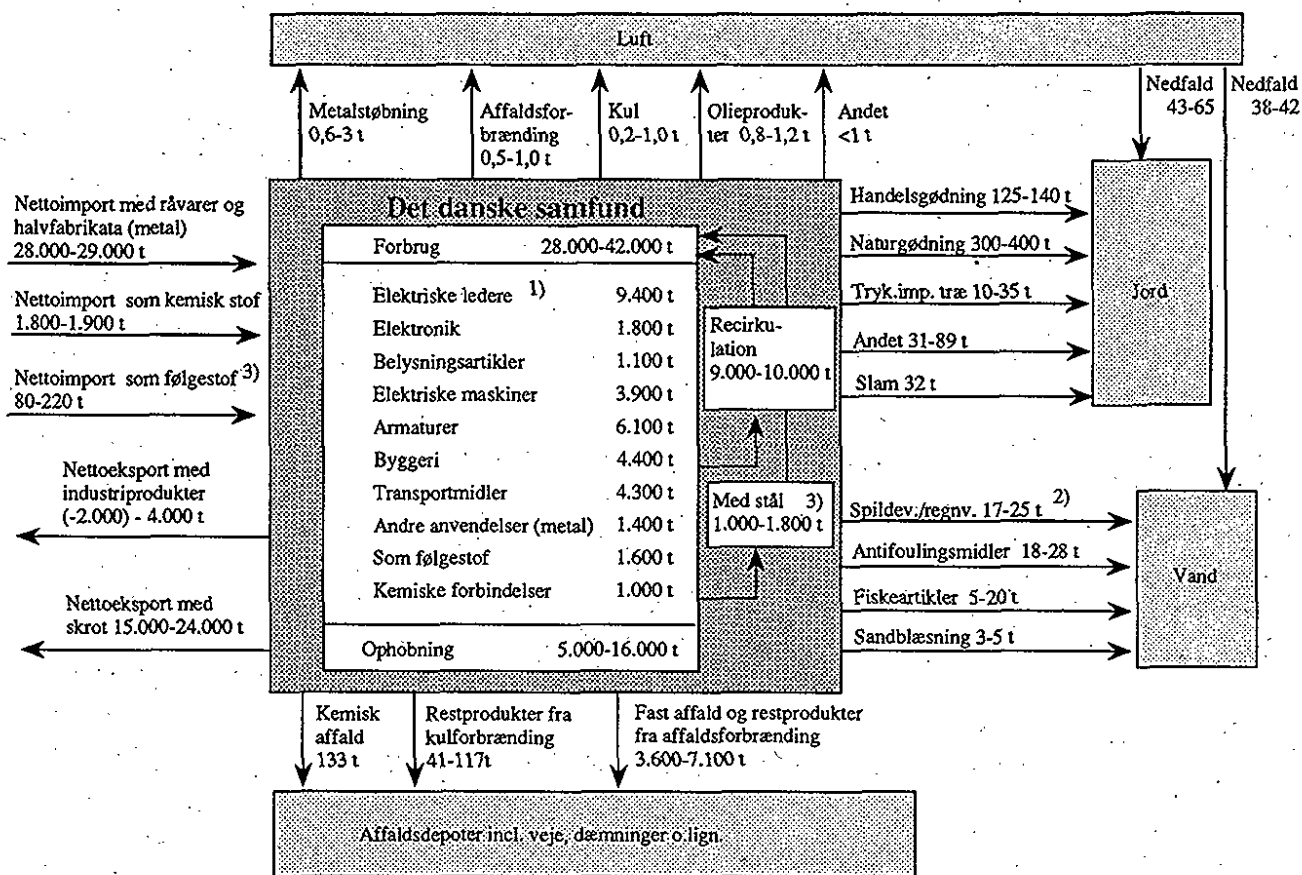 Luft
Metalstøbning
0,6-3 t
Affaldsfor-
brænding
0,5-1,0 t
Kul
0,2-1,0 t
Olieproduk-
ter 0,8-1,2 t
Andet
<1 t
Nedfald
43-65
Nedfald
38-42
Nettoimport med råvarer og
halvfabrikata (metal)
28.000-29.000 t
Nettoimport som kemisk stof
1.800-1.900 t
Nettoimport som følgestof 3)
80-220 t
Nettoeksport med
industriprodukter
(-2.000) - 4.000 t
Nettoeksport med
skrot 15.000-24.000 t
Det danske samfund
Forbrug 28.000-42.000 t
Elektriske ledere 1) 9.400 t
Elektronik 1.800 t
Belysningsartikler 1.100 t
Elektriske maskiner 3.900 t
Armaturer 6.100 t
Byggeri 4.400 t
Transportmidler 4.300 t
Andre anvendelser (metal) 1.400 t
Som følgestof 1.600 t
Kemiske forbindelser 1.000 t
Ophobning 5.000-16.000 t
Recirku-
lation
9.000-10.000 t
Med stål 3)
1.000-1.800 t
Handelsgødning 125-140 t
Naturgødning 300-400 t
Tryk.imp. træ 10-35 t
Andet 31-89 t
Slam 32 t
Jord
Spildev./regnv. 17-25 t 2)
Antifoulingsmidler 18-28 t
Fiskeartikler 5-20 t
Sandblæsning 3-5 t
Vand
Kemisk
affald
133 t
Restprodukter fra
kulforbrænding
41-117t
Fast affald og restprodukter
fra affaldsforbrænding
3.600-7.100 t
Affaldsdepoter incl. veje, dæmninger o.lign.